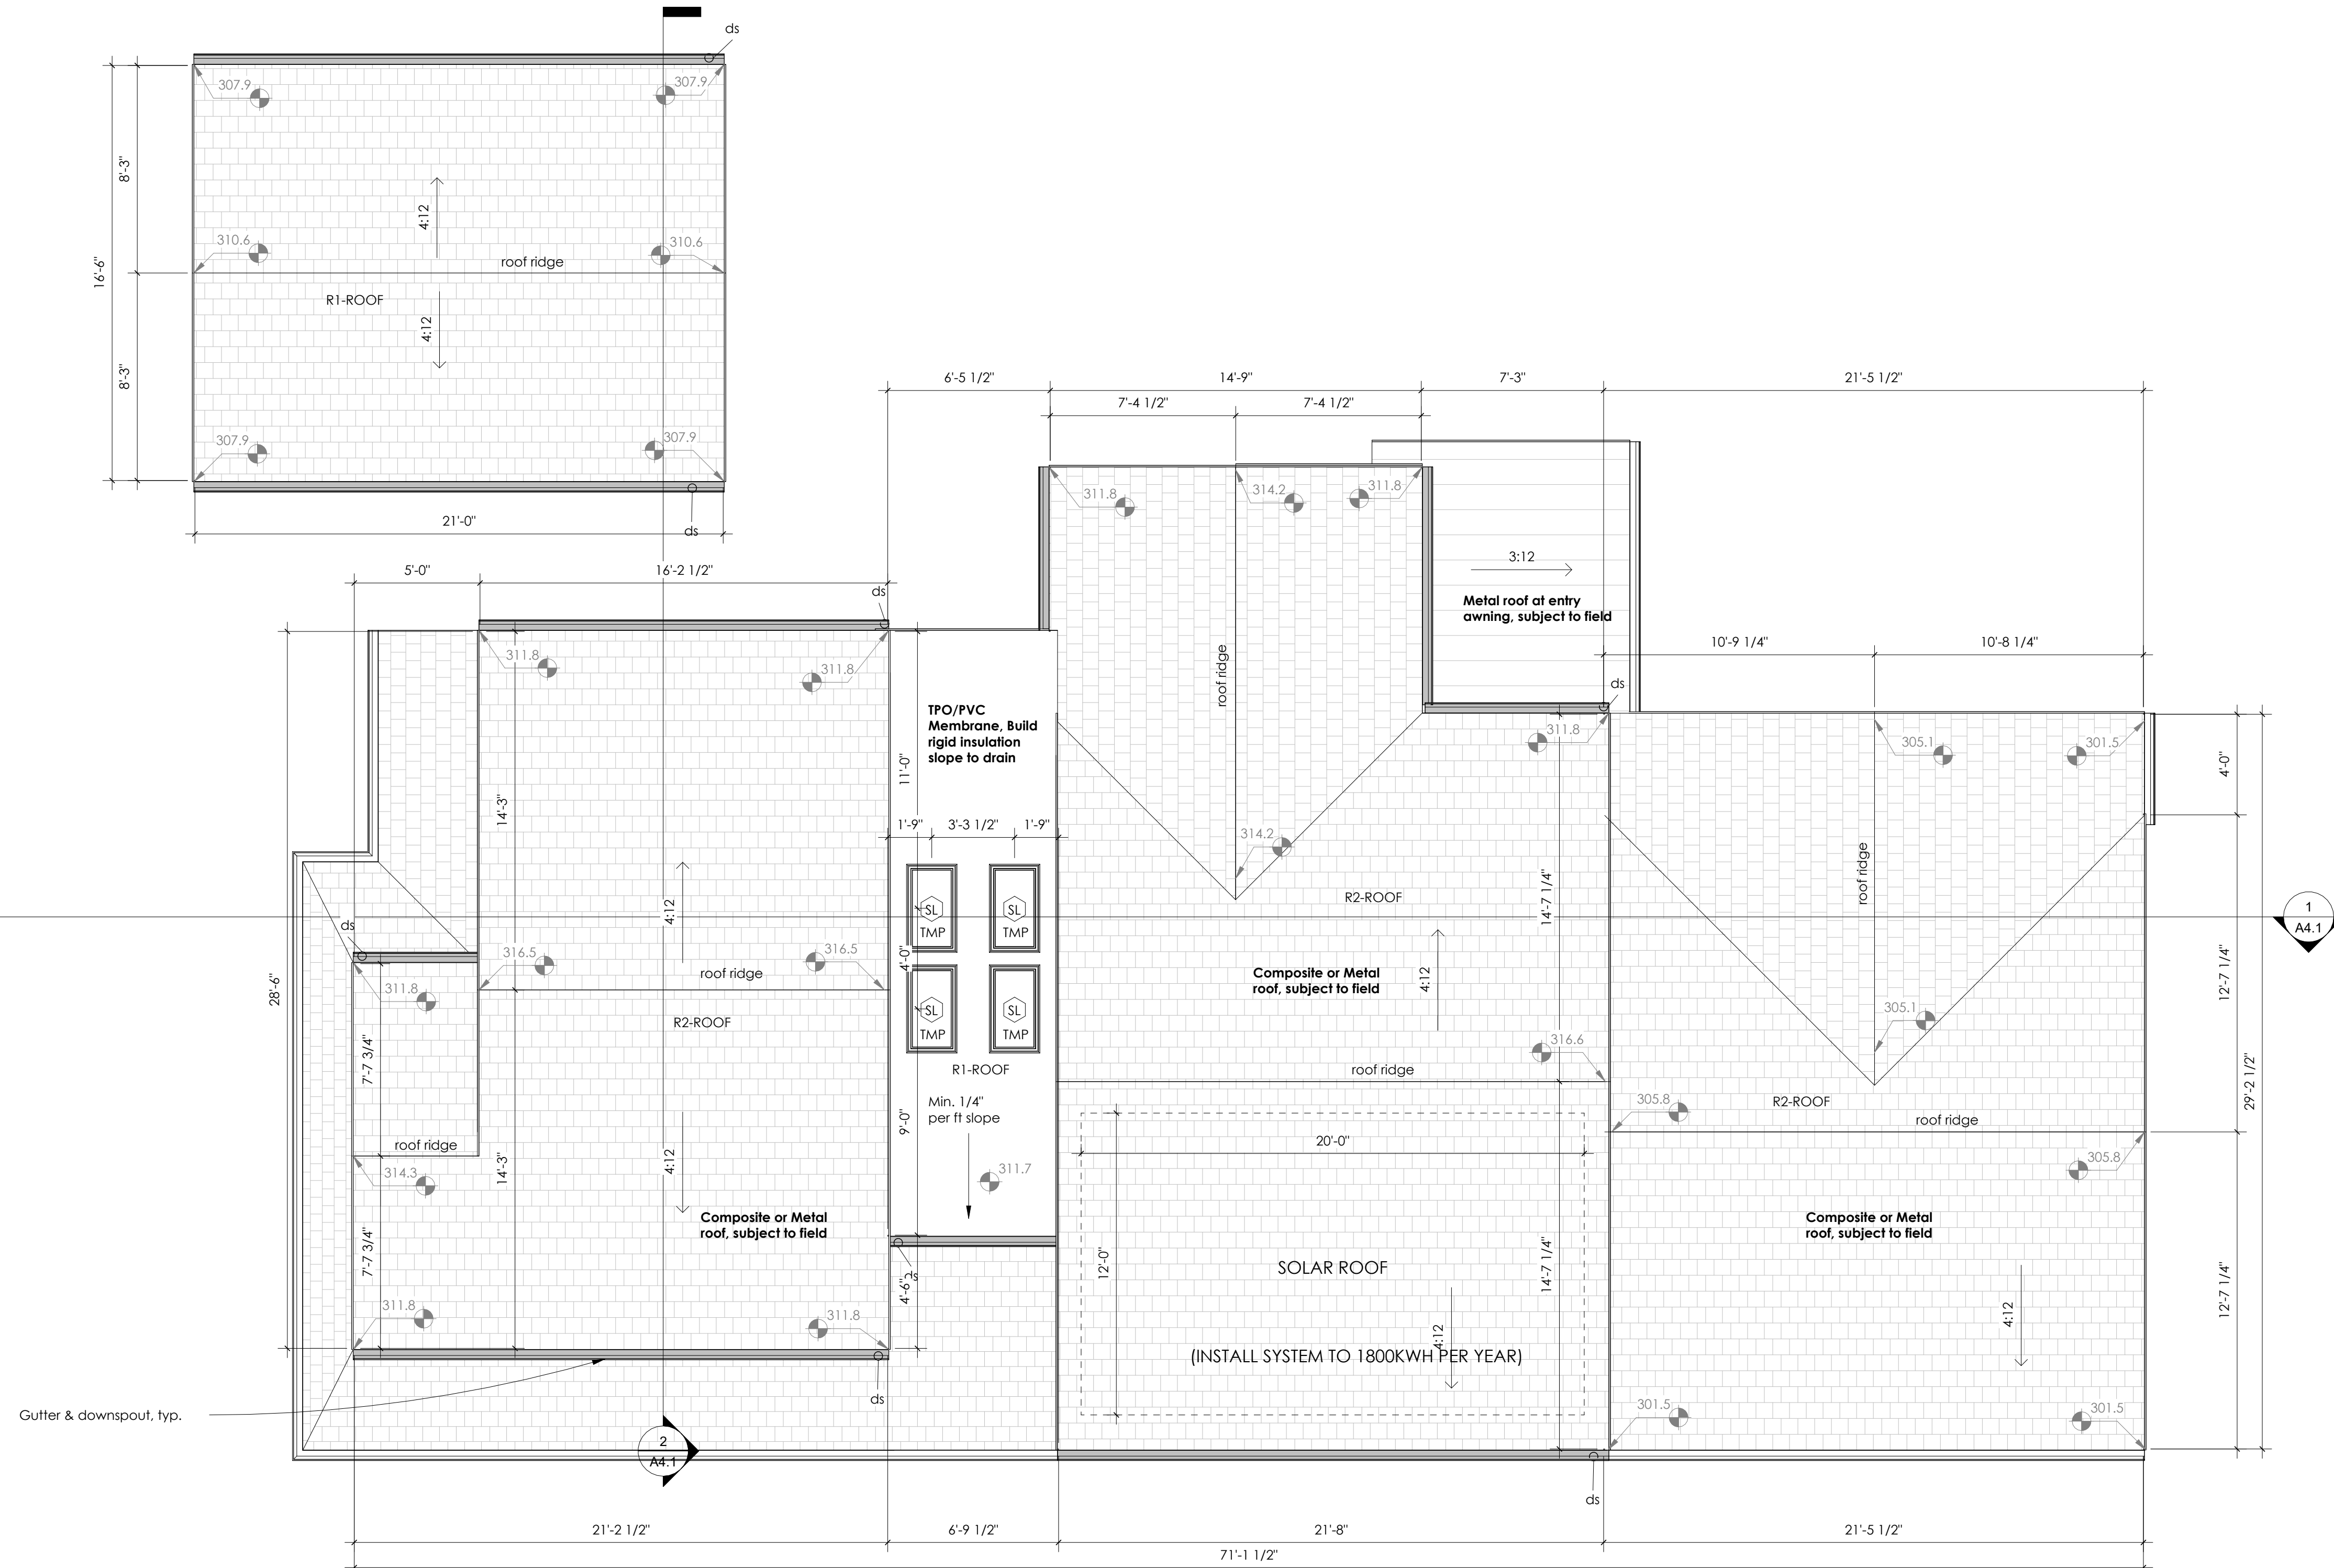 ds
307.9
307.9
8'-3"
4:12
310.6
310.6
roof ridge
16'-6"
R1-ROOF
4:12
8'-3"
307.9
307.9
21'-0"
ds
6'-5 1/2"
14'-9"
7'-3"
21'-5 1/2"
7'-4 1/2"
7'-4 1/2"
311.8
314.2
311.8
3:12
Metal roof at entry
awning, subject to field
5'-0"
16'-2 1/2"
ds
10'-9 1/4"
10'-8 1/4"
roof ridge
311.8
311.8
ds
TPO/PVC
Membrane, Build
rigid insulation
slope to drain
311.8
305.1
301.5
11'-0"
4'-0"
14'-3"
1'-9"
3'-3 1/2"
1'-9"
314.2
roof ridge
R2-ROOF
14'-7 1/4"
4:12
SL
TMP
SL
TMP
1
A4.1
ds
316.5
316.5
roof ridge
4'-0"
Composite or Metal
roof, subject to field
4:12
12'-7 1/4"
28'-6"
311.8
R2-ROOF
SL
TMP
SL
TMP
305.1
316.6
7'-7 3/4"
R1-ROOF
roof ridge
29'-2 1/2"
305.8
R2-ROOF
roof ridge
Min. 1/4"
per ft slope
9'-0"
20'-0"
roof ridge
14'-3"
4:12
314.3
311.7
305.8
Composite or Metal
roof, subject to field
Composite or Metal
roof, subject to field
7'-7 3/4"
12'-0"
SOLAR ROOF
14'-7 1/4"
ds
4'-6"
311.8
311.8
4:12
4:12
12'-7 1/4"
(INSTALL SYSTEM TO 1800KWH PER YEAR)
ds
Gutter & downspout, typ.
301.5
301.5
2
A4.1
ds
21'-2 1/2"
6'-9 1/2"
21'-8"
21'-5 1/2"
71'-1 1/2"